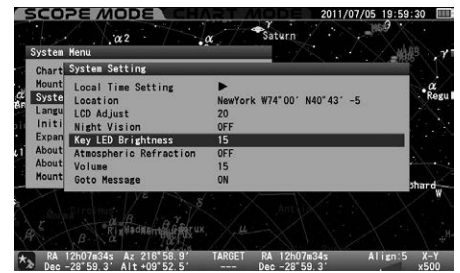 SCOPE MODE CHART MODE 2011/07/05 19:59:30
α2 α γ Saturn
System Menu
System Setting
Chart
Mount Local Time Setting ▶
Syste Location NewYork W74°00' N40°43' -5
Langu LCD Adjust 20
Initi Night Vision OFF
Expan Key LED Brightness 15
About Atmospheric Refraction OFF
About Volume 15
Mount Goto Message ON
α
Regu
RA 12h07m34s Az 216°58.9' TARGET RA 12h07m34s Align:5 X-Y
Dec -28°59.3' Alt +09°52.5' --- Dec -28°59.3' x500